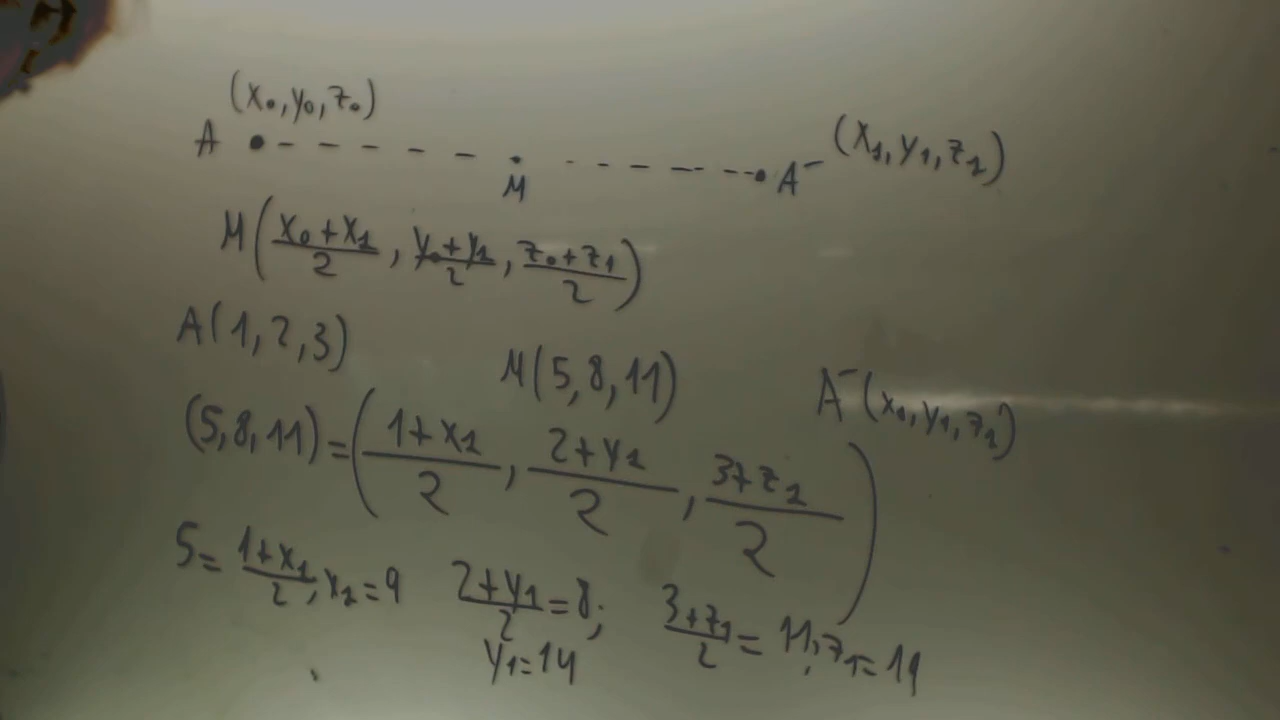 (x₀, y₀, z₀)
A M A⁻ (x₁, y₁, z₁)
M((x₀+x₁)/2, (y₀+y₁)/2, (z₀+z₁)/2)
A(1, 2, 3) M(5, 8, 11) A⁻(x₁, y₁, z₁)
(5, 8, 11) = ((1+x₁)/2, (2+y₁)/2, (3+z₁)/2)
5 = (1+x₁)/2, x₁=9 (2+y₁)/2 = 8; (3+z₁)/2 = 11, z₁=19
y₁=14